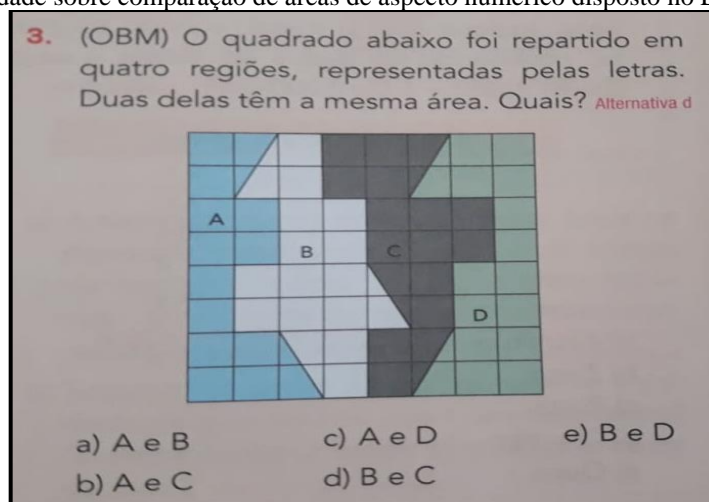 3. (OBM) O quadrado abaixo foi repartido em
quatro regiões, representadas pelas letras.
Duas delas têm a mesma área. Quais? Alternativa d
A
B C
D
a) A e B c) A e D e) B e D
b) A e C d) B e C